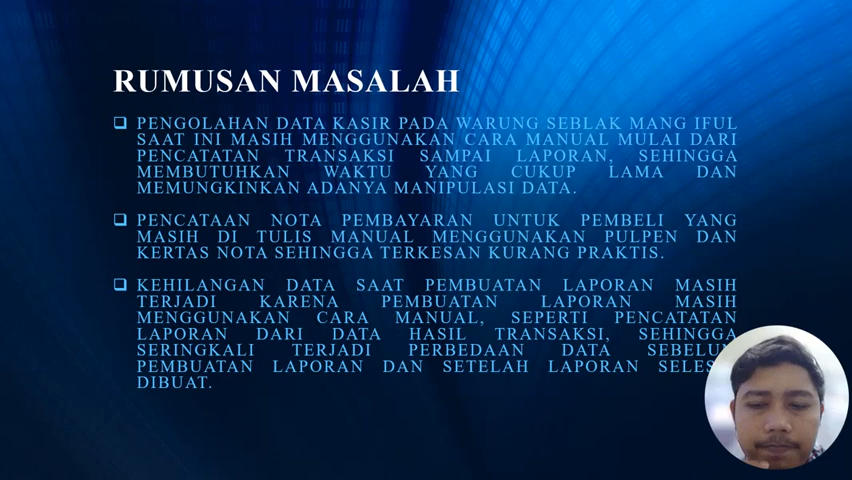 RUMUSAN MASALAH
PENGOLAHAN DATA KASIR PADA WARUNG SEBLAK MANG IFUL
SAAT INI MASIH MENGGUNAKAN CARA MANUAL MULAI DARI
PENCATATAN TRANSAKSI SAMPAI LAPORAN, SEHINGGA
MEMBUTUHKAN WAKTU YANG CUKUP LAMA DAN
MEMUNGKINKAN ADANYA MANIPULASI DATA.
PENCATAAN NOTA PEMBAYARAN UNTUK PEMBELI YANG
MASIH DI TULIS MANUAL MENGGUNAKAN PULPEN DAN
KERTAS NOTA SEHINGGA TERKESAN KURANG PRAKTIS.
KEHILANGAN DATA SAAT PEMBUATAN LAPORAN MASIH
TERJADI KARENA PEMBUATAN LAPORAN MASIH
MENGGUNAKAN CARA MANUAL, SEPERTI PENCATATAN
LAPORAN DARI DATA HASIL TRANSAKSI, SEHINGGA
SERINGKALI TERJADI PERBEDAAN DATA SEBELUM
PEMBUATAN LAPORAN DAN SETELAH LAPORAN
DIBUAT.